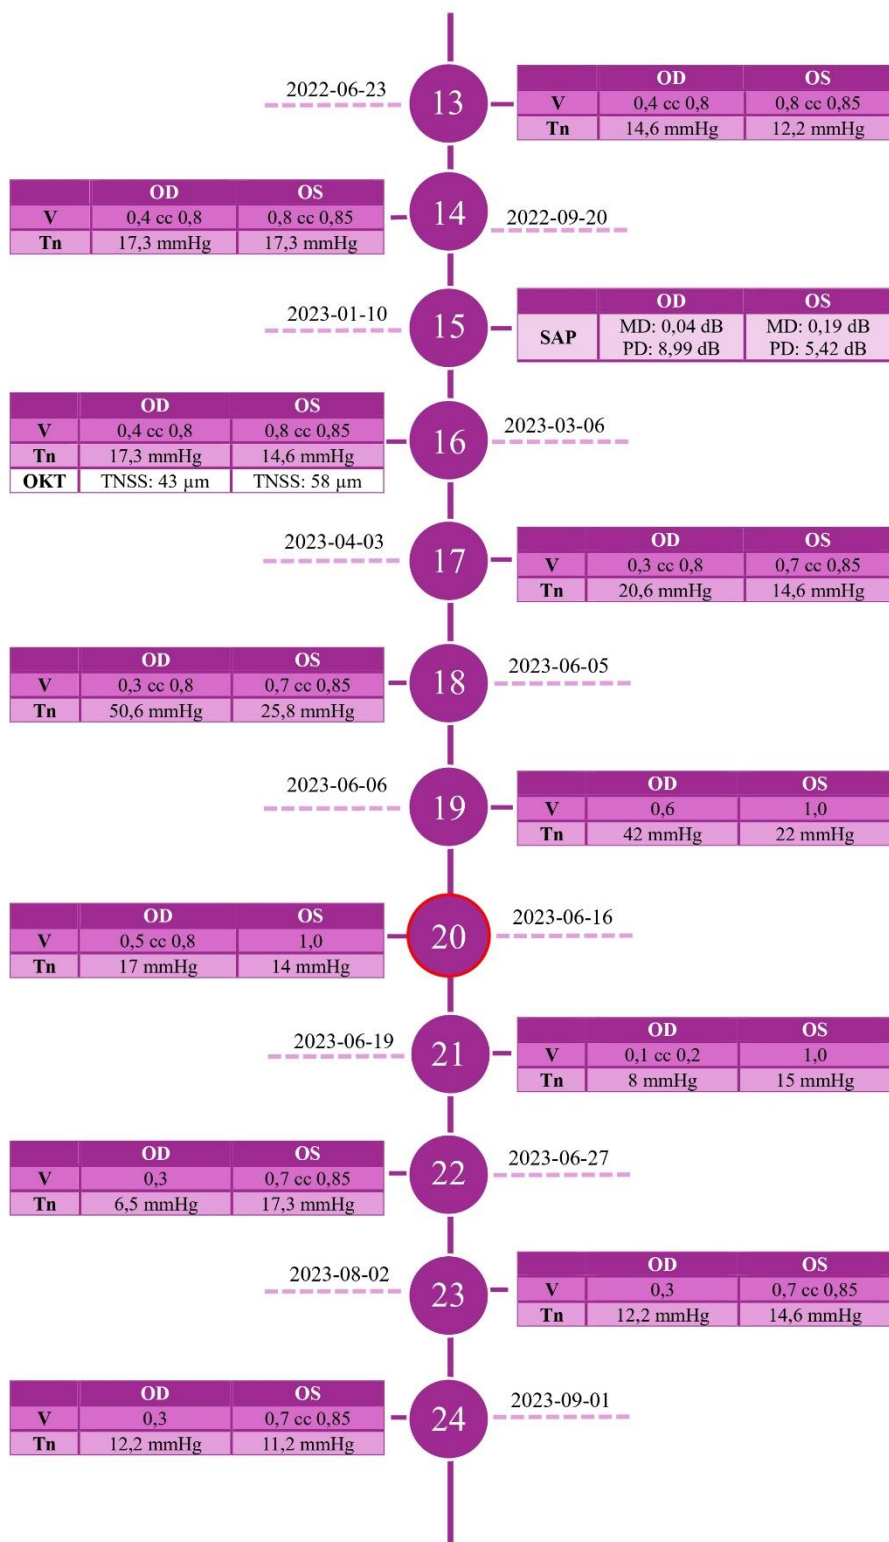 2022-06-23
13
OD OS
V 0,4 cc 0,8 0,8 cc 0,85
Tn 14,6 mmHg 12,2 mmHg
OD OS
V 0,4 cc 0,8 0,8 cc 0,85
Tn 17,3 mmHg 17,3 mmHg
14
2022-09-20
2023-01-10
15
OD OS
SAP MD: 0,04 dB MD: 0,19 dB
PD: 8,99 dB PD: 5,42 dB
OD OS
V 0,4 cc 0,8 0,8 cc 0,85
Tn 17,3 mmHg 14,6 mmHg
OKT TNSS: 43 µm TNSS: 58 µm
16
2023-03-06
2023-04-03
17
OD OS
V 0,3 cc 0,8 0,7 cc 0,85
Tn 20,6 mmHg 14,6 mmHg
OD OS
V 0,3 cc 0,8 0,7 cc 0,85
Tn 50,6 mmHg 25,8 mmHg
18
2023-06-05
2023-06-06
19
OD OS
V 0,6 1,0
Tn 42 mmHg 22 mmHg
OD OS
V 0,5 cc 0,8 1,0
Tn 17 mmHg 14 mmHg
20
2023-06-16
2023-06-19
21
OD OS
V 0,1 cc 0,2 1,0
Tn 8 mmHg 15 mmHg
OD OS
V 0,3 0,7 cc 0,85
Tn 6,5 mmHg 17,3 mmHg
22
2023-06-27
2023-08-02
23
OD OS
V 0,3 0,7 cc 0,85
Tn 12,2 mmHg 14,6 mmHg
OD OS
V 0,3 0,7 cc 0,85
Tn 12,2 mmHg 11,2 mmHg
24
2023-09-01